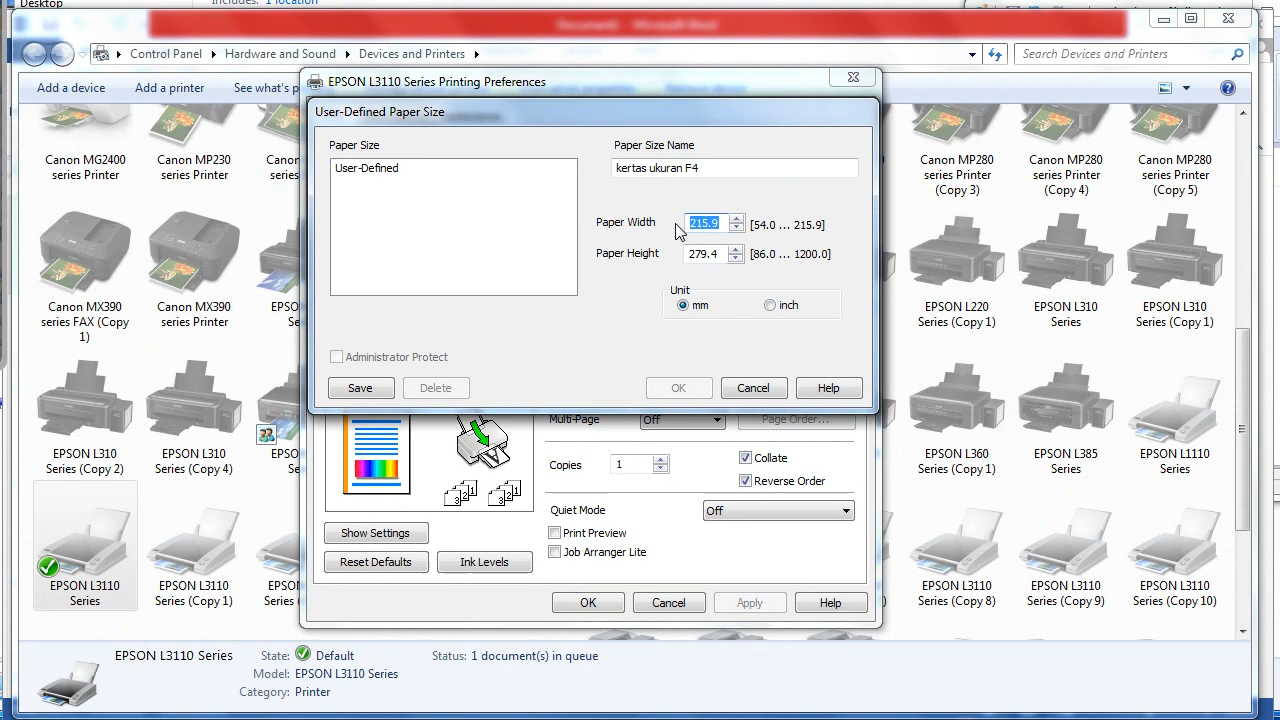 Desktop
Includes: 1 location
Document1 - Microsoft Word
Control Panel
Hardware and Sound
Devices and Printers
Search Devices and Printers
Add a device
Add a printer
See what's p
EPSON L3110 Series Printing Preferences
User-Defined Paper Size
Paper Size
User-Defined
Paper Size Name
kertas ukuran F4
Paper Width
215.9
[54.0 ... 215.9]
Paper Height
279.4
[86.0 ... 1200.0]
Unit
mm
inch
Administrator Protect
Save
Delete
OK
Cancel
Help
Multi-Page
Off
Page Order...
Copies
1
Collate
Reverse Order
Quiet Mode
Off
Print Preview
Job Arranger Lite
Show Settings
Reset Defaults
Ink Levels
OK
Cancel
Apply
Help
Canon MG2400
series Printer
Canon MP230
series Printer
Canon MP280
series Printer
(Copy 3)
Canon MP280
series Printer
(Copy 4)
Canon MP280
series Printer
(Copy 5)
Canon MX390
series FAX (Copy
1)
Canon MX390
series Printer
EPSON L220
Series (Copy 1)
EPSON L310
Series
EPSON L310
Series (Copy 1)
EPSON L310
Series (Copy 2)
EPSON L310
Series (Copy 4)
EPSON L360
Series (Copy 1)
EPSON L385
Series
EPSON L1110
Series
EPSON L3110
Series
EPSON L3110
Series (Copy 1)
EPSON L3110
Series (Copy 8)
EPSON L3110
Series (Copy 9)
EPSON L3110
Series (Copy 10)
EPSON L3110 Series
State:
Default
Status: 1 document(s) in queue
Model: EPSON L3110 Series
Category: Printer